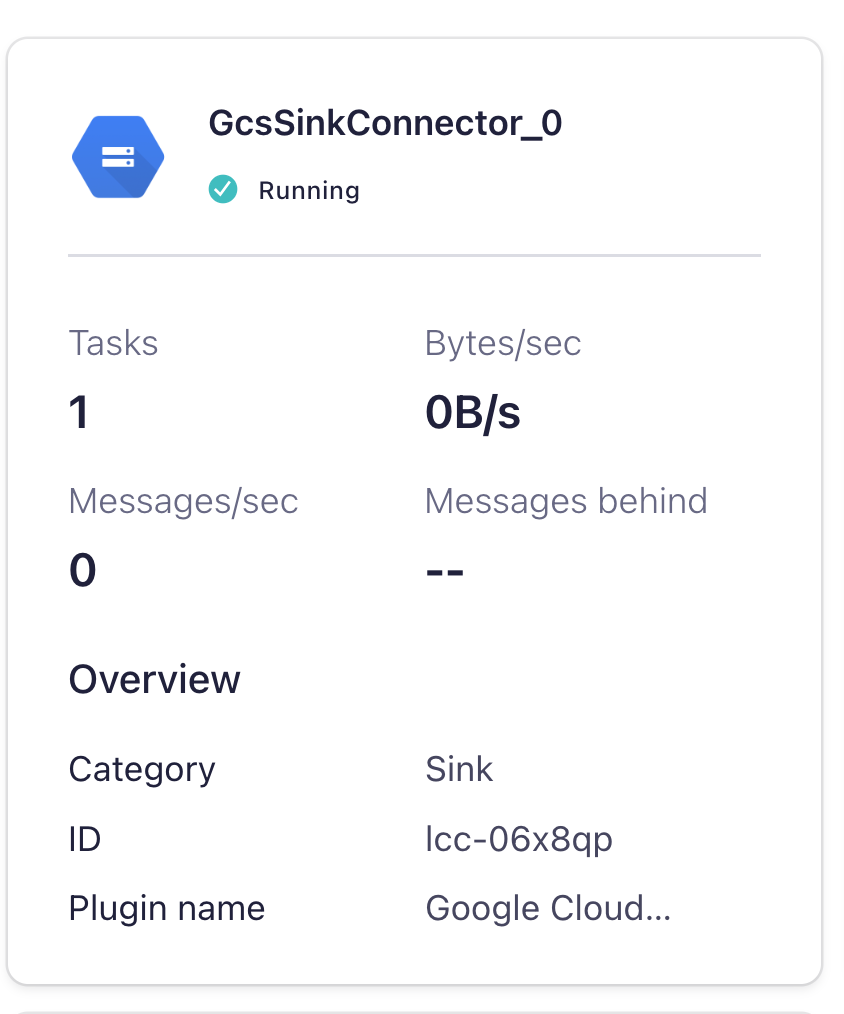 GcsSinkConnector_0
Running
Tasks
Bytes/sec
1
0B/s
Messages/sec
Messages behind
0
--
Overview
Category
Sink
ID
lcc-06x8qp
Plugin name
Google Cloud...